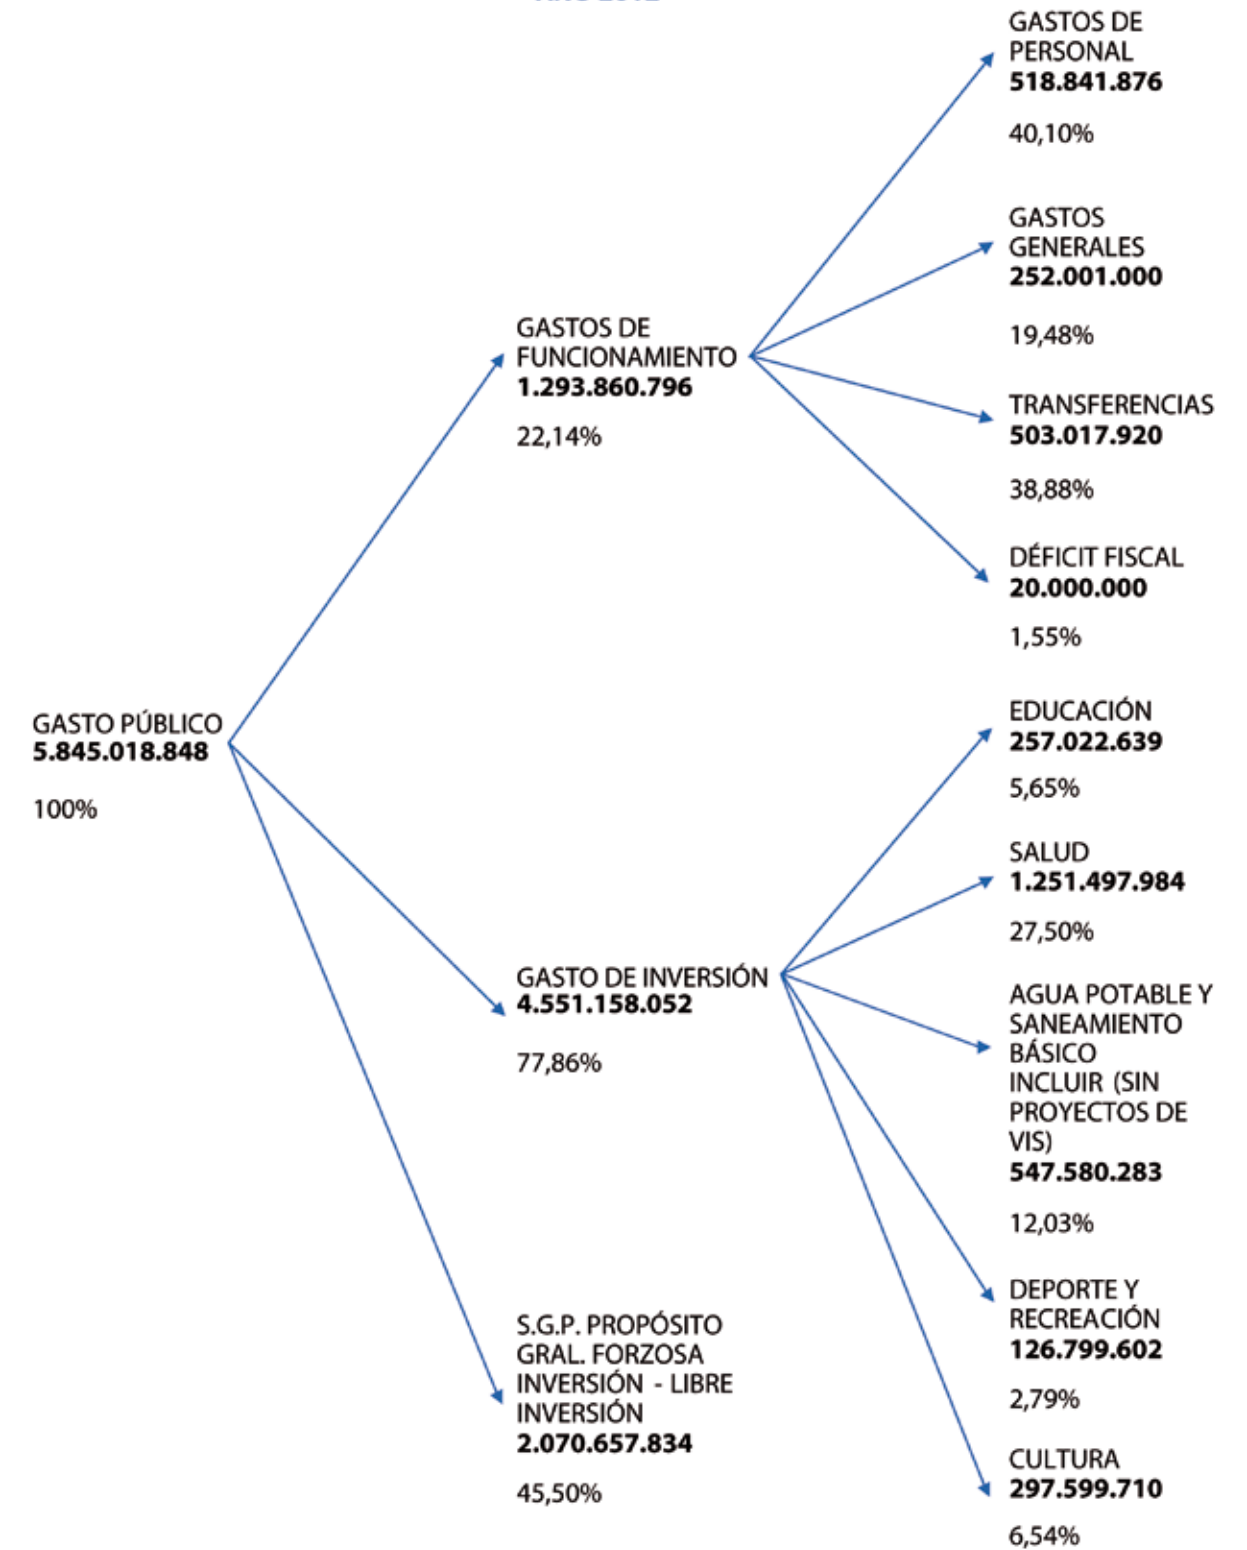 GASTO PÚBLICO
5.845.018.848
100%
GASTOS DE
FUNCIONAMIENTO
1.293.860.796
22,14%
GASTO DE INVERSIÓN
4.551.158.052
77,86%
S.G.P. PROPÓSITO
GRAL. FORZOSA
INVERSIÓN - LIBRE
INVERSIÓN
2.070.657.834
45,50%
GASTOS DE
PERSONAL
518.841.876
40,10%
GASTOS
GENERALES
252.001.000
19,48%
TRANSFERENCIAS
503.017.920
38,88%
DÉFICIT FISCAL
20.000.000
1,55%
EDUCACIÓN
257.022.639
5,65%
SALUD
1.251.497.984
27,50%
AGUA POTABLE Y
SANEAMIENTO
BÁSICO
INCLUIR (SIN
PROYECTOS DE
VIS)
547.580.283
12,03%
DEPORTE Y
RECREACIÓN
126.799.602
2,79%
CULTURA
297.599.710
6,54%